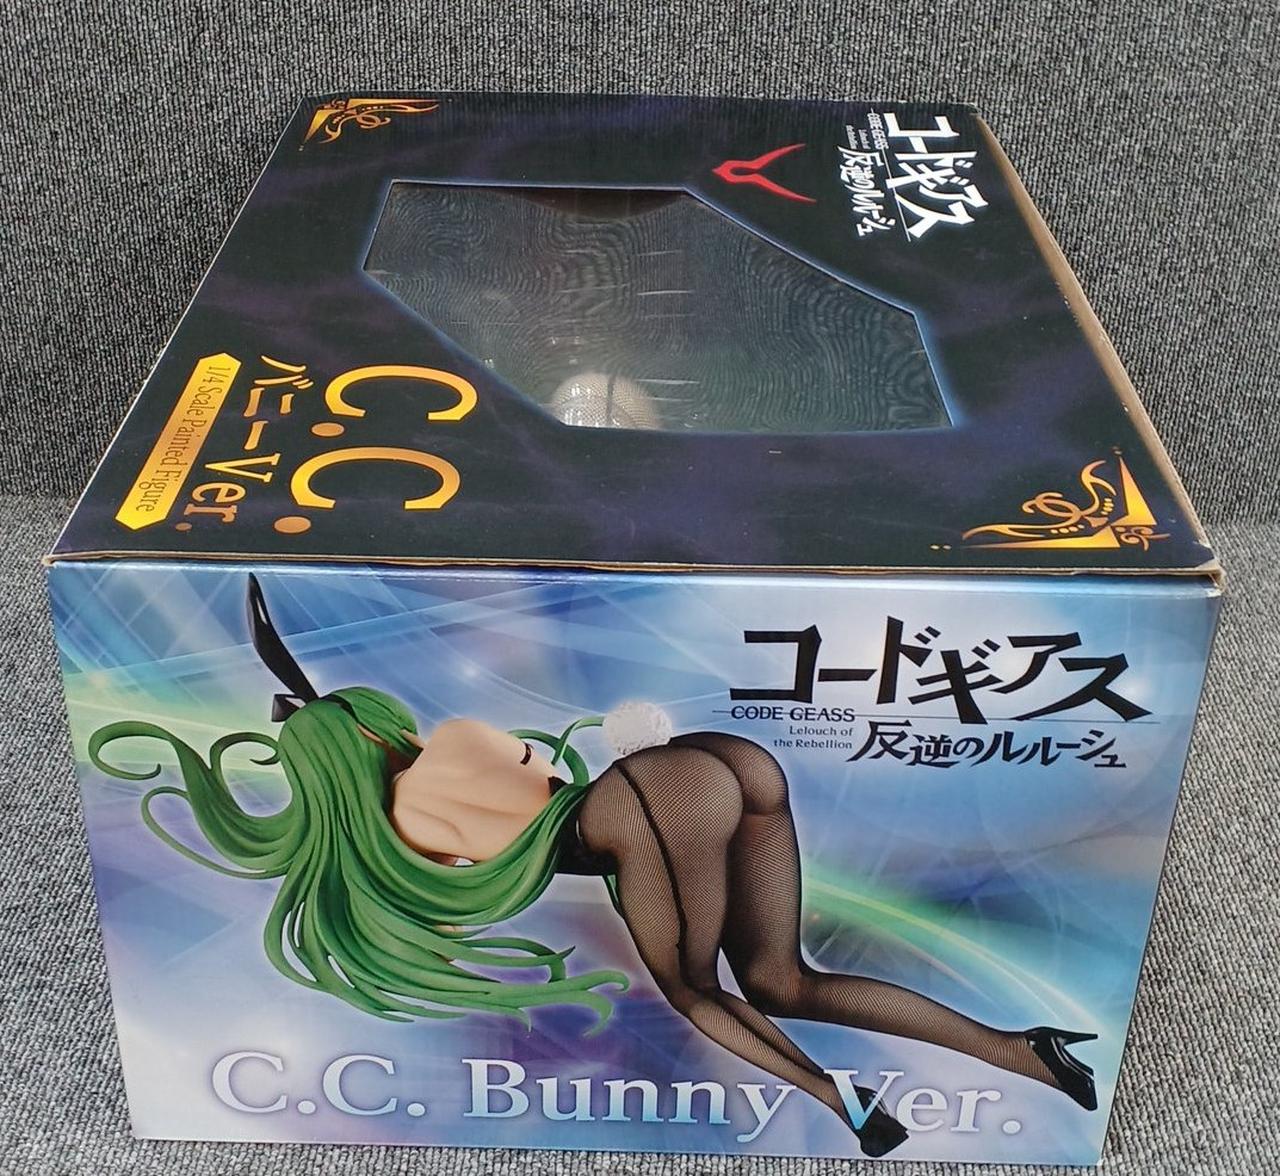 コードギアス
CODE GEASS
Lelouch of
the Rebellion
反逆のルルーシュ
C.C.
バニーVer.
1/4 Scale Painted Figure
コードギアス
CODE GEASS
Lelouch of
the Rebellion
反逆のルルーシュ
C.C. Bunny Ver.